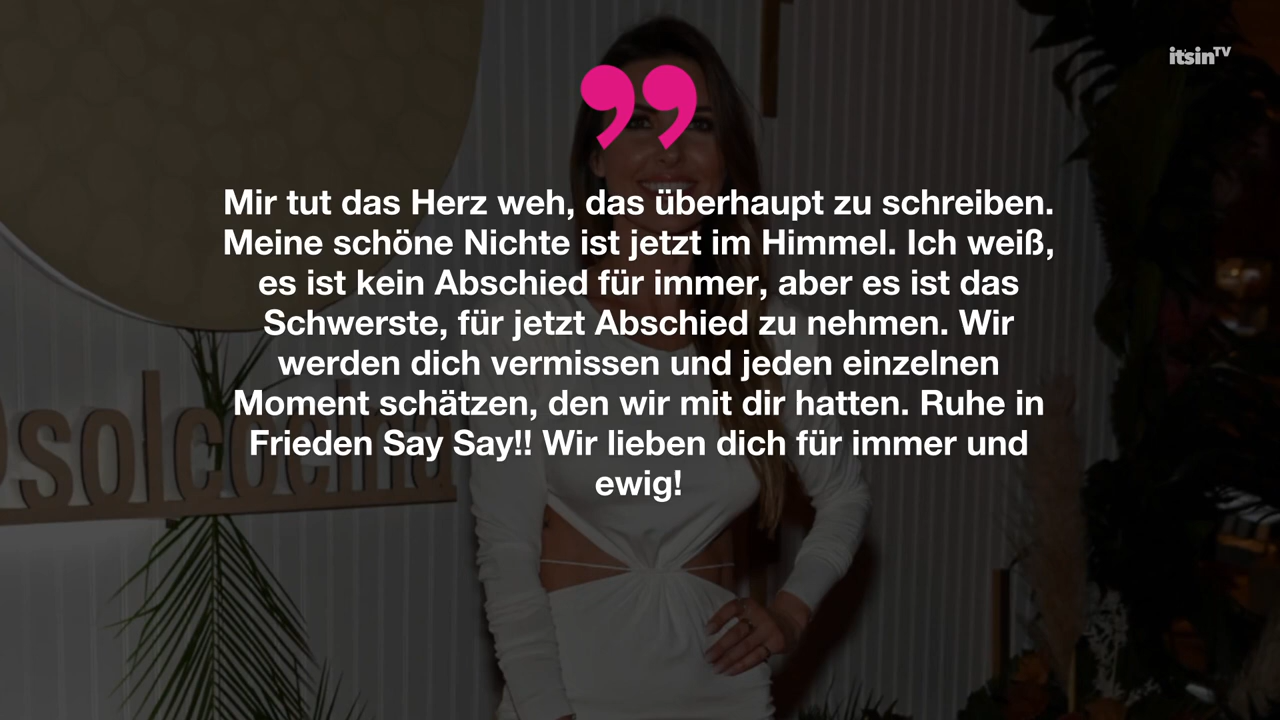 itsinTV
Mir tut das Herz weh, das überhaupt zu schreiben.
Meine schöne Nichte ist jetzt im Himmel. Ich weiß,
es ist kein Abschied für immer, aber es ist das
Schwerste, für jetzt Abschied zu nehmen. Wir
werden dich vermissen und jeden einzelnen
Moment schätzen, den wir mit dir hatten. Ruhe in
Frieden Say Say!! Wir lieben dich für immer und
ewig!
solcocina